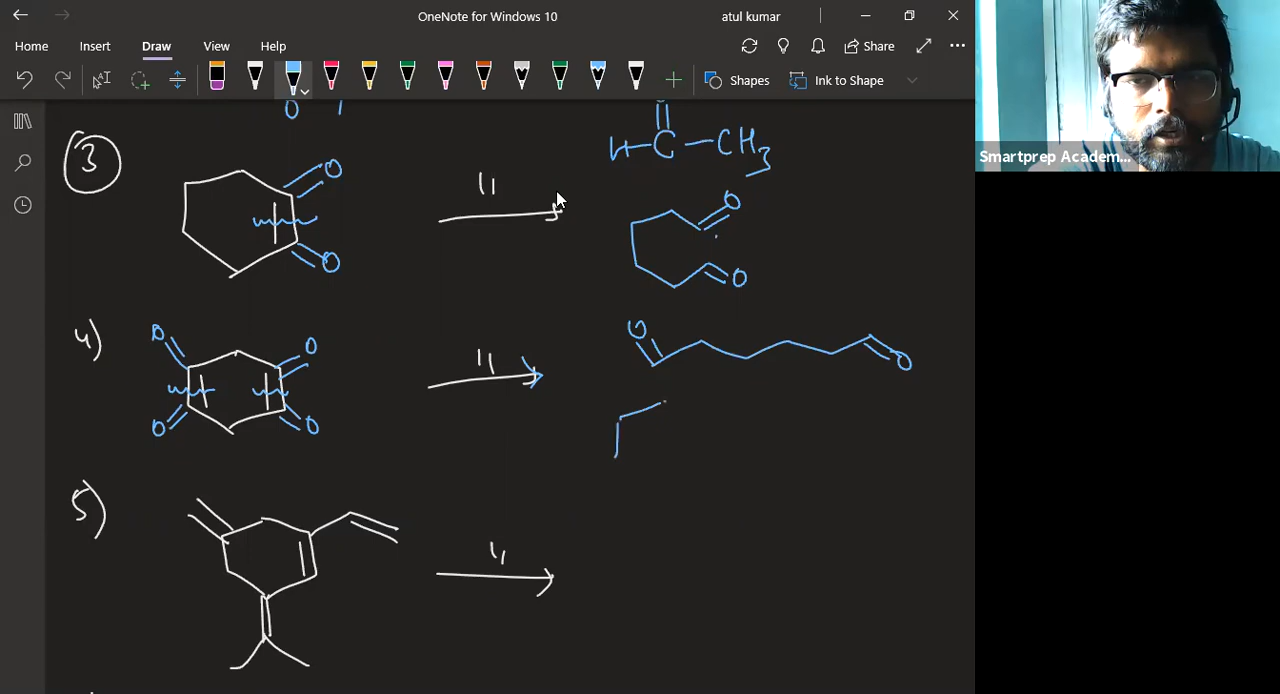 OneNote for Windows 10
atul kumar
Home Insert Draw View Help
Share
Shapes
Ink to Shape
Smartprep Academ...
O
H-C-CH3
3
O
O
O
O
4)
O
O
O
O
O
O
5)